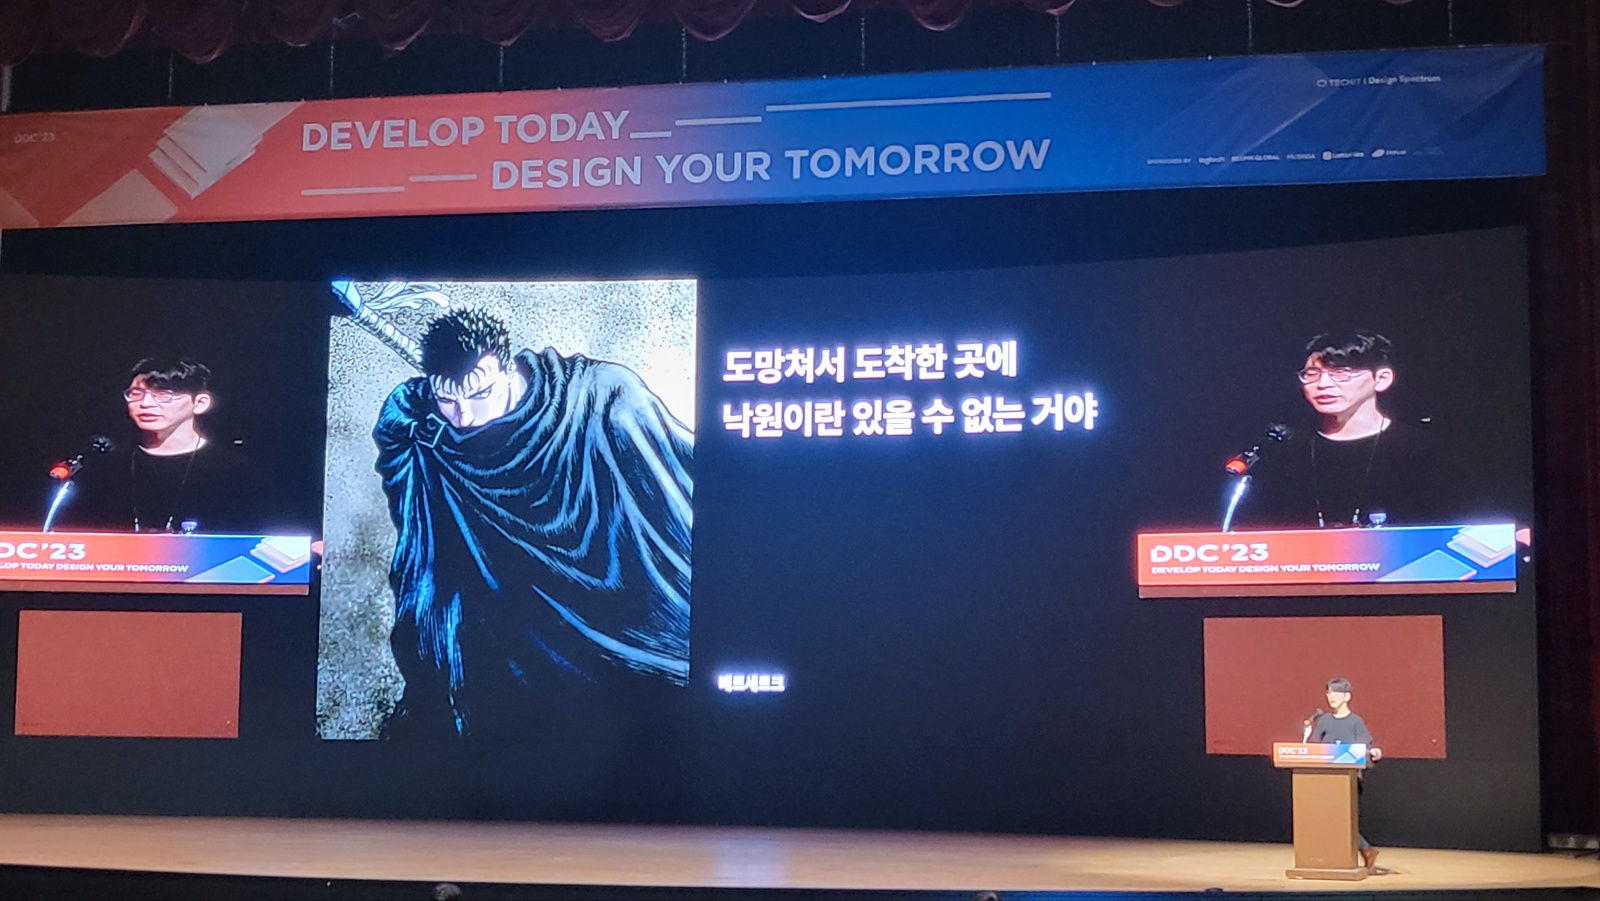 DDC'23
DEVELOP TODAY
DESIGN YOUR TOMORROW
TECHIT | Design Spectrum
SPONSORED BY logitech
도망쳐서 도착한 곳에
낙원이란 있을 수 없는 거야
베르세르크
DC'23
LOP TODAY DESIGN YOUR TOMORROW
DDC'23
DEVELOP TODAY DESIGN YOUR TOMORROW
DDC'23